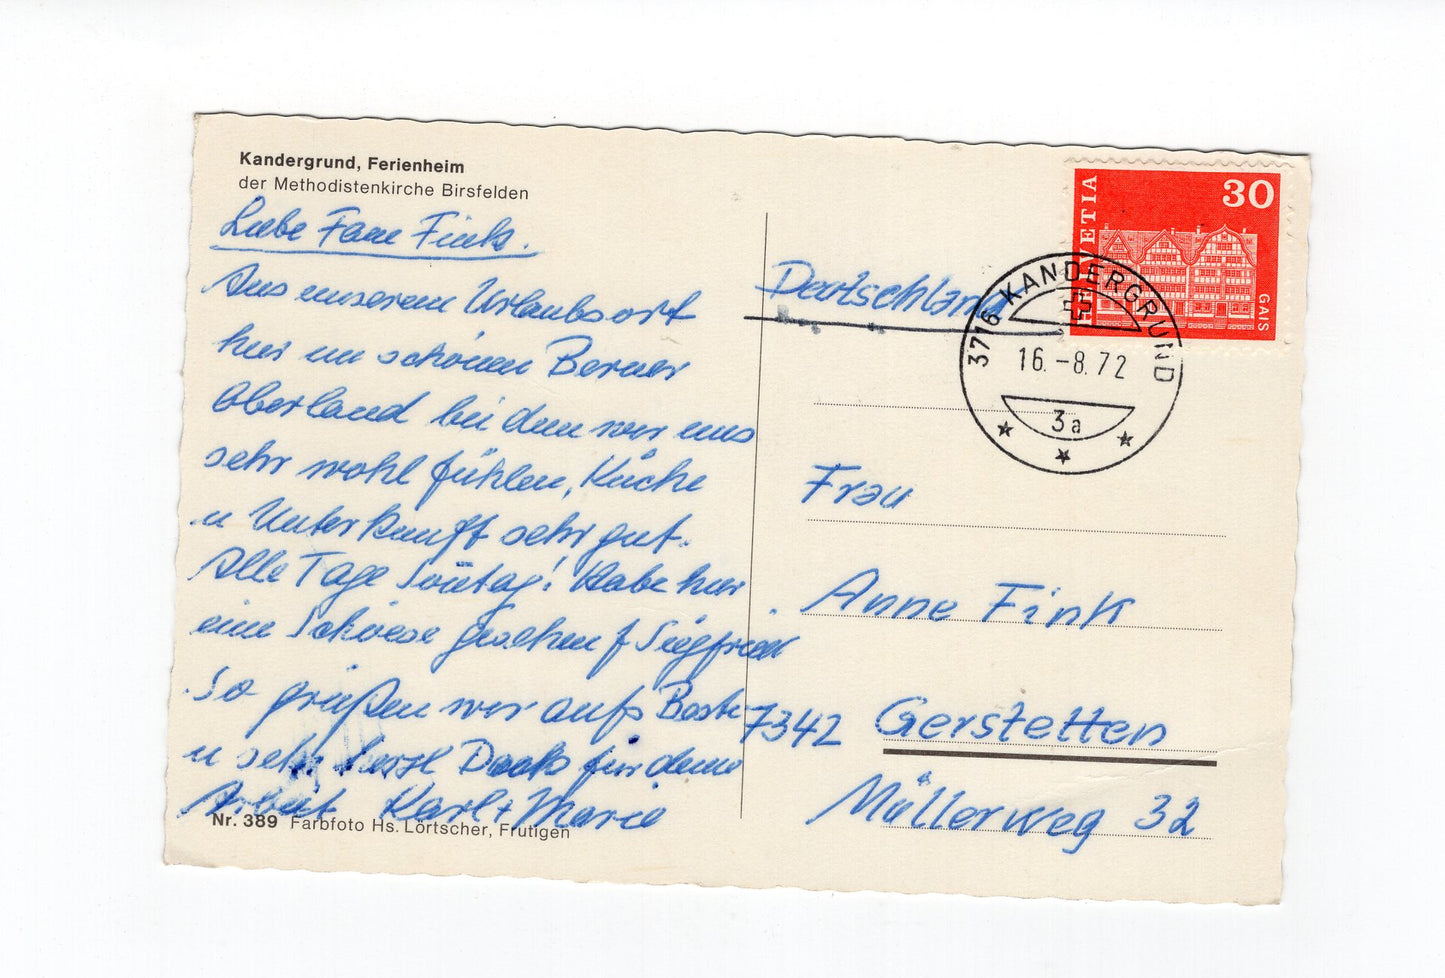 Kandergrund, Ferienheim
der Methodistenkirche Birsfelden
Liebe Frau Fink.
Aus unserem Urlaubsort
hier im schönen Berner
Oberland bei dem wir uns
sehr wohl fühlen, Küche
u Unterkunft sehr gut.
Alle Tage Sonntag! Habe hier
eine gesehen f Siegfried
So grüßen wir aufs Beste
u sehr herzl Dank für deine
Arbeit Karl + Marie
Nr. 389 Farbfoto Hs. Lörtscher, Frutigen
HELVETIA
30
GAIS
3716 KANDERGRUND
16.-8.72
3a
Deutschland
Frau
Anne Fink
7342 Gerstetten
Müllerweg 32